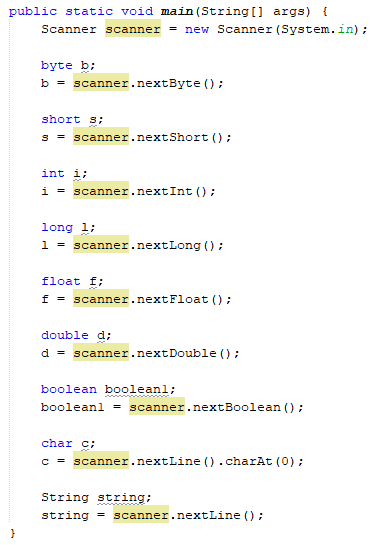 public static void main(String[] args) {
Scanner scanner = new Scanner(System.in);
byte b;
b = scanner.nextByte();
short s;
s = scanner.nextShort();
int i;
i = scanner.nextInt();
long l;
l = scanner.nextLong();
float f;
f = scanner.nextFloat();
double d;
d = scanner.nextDouble();
boolean boolean1;
boolean1 = scanner.nextBoolean();
char c;
c = scanner.nextLine().charAt(0);
String string;
string = scanner.nextLine();
}